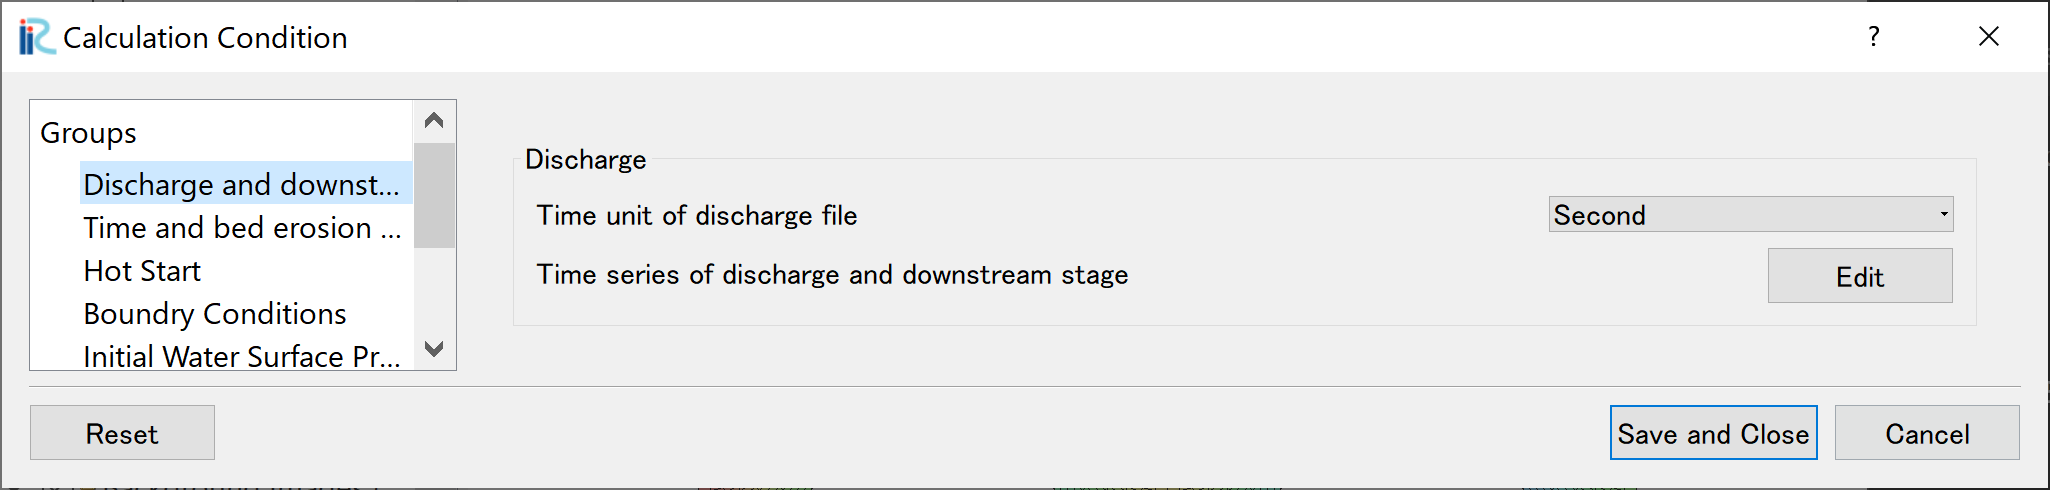 Calculation Condition
?
Groups
Discharge and downst...
Time and bed erosion ...
Hot Start
Boundry Conditions
Initial Water Surface Pr...
Discharge
Time unit of discharge file
Second
Time series of discharge and downstream stage
Edit
Reset
Save and Close
Cancel